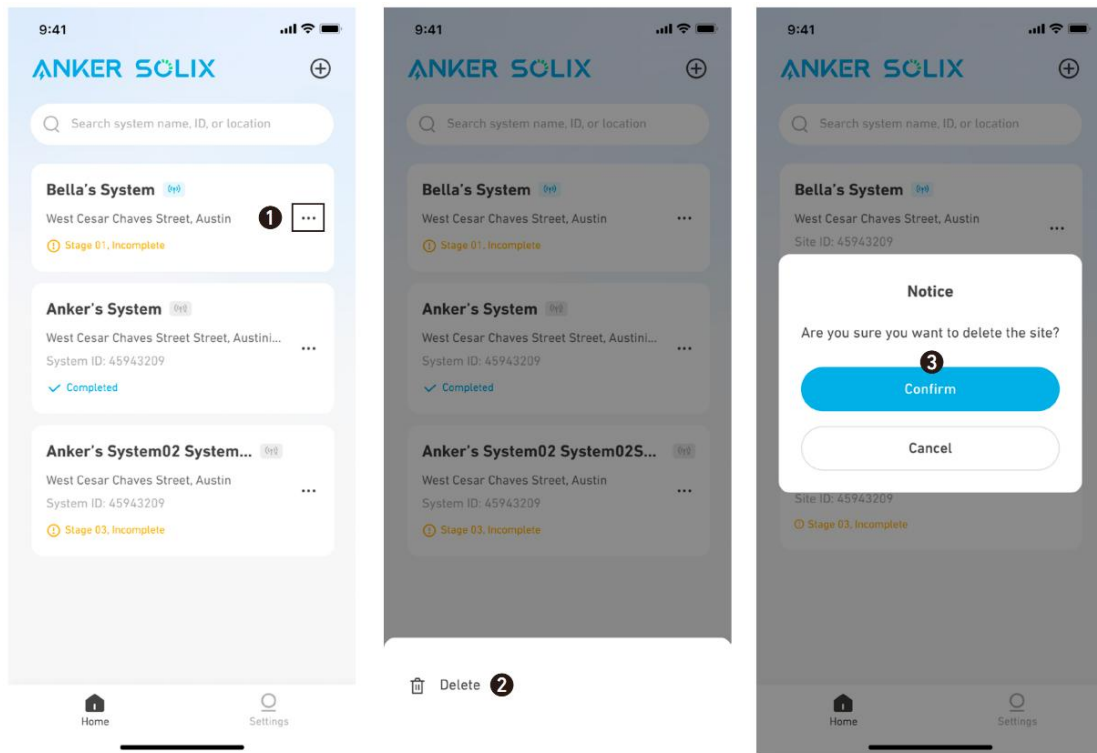 9:41
ANKER SOLIX
Search system name, ID, or location
Bella's System
West Cesar Chaves Street, Austin
1
...
Stage 01, Incomplete
Anker's System
West Cesar Chaves Street Street, Austini...
...
System ID: 45943209
Completed
Anker's System02 System...
West Cesar Chaves Street, Austin
...
System ID: 45943209
Stage 03, Incomplete
Home
Settings
9:41
ANKER SOLIX
Search system name, ID, or location
Bella's System
West Cesar Chaves Street, Austin
...
Stage 01, Incomplete
Anker's System
West Cesar Chaves Street Street, Austini...
...
System ID: 45943209
Completed
Anker's System02 System02S...
West Cesar Chaves Street, Austin
...
System ID: 45943209
Stage 03, Incomplete
Delete 2
9:41
ANKER SOLIX
Search system name, ID, or location
Bella's System
West Cesar Chaves Street, Austin
...
Site ID: 45943209
Notice
Are you sure you want to delete the site?
3
Confirm
Cancel
Site ID: 45943209
Stage 03, Incomplete
Home
Settings